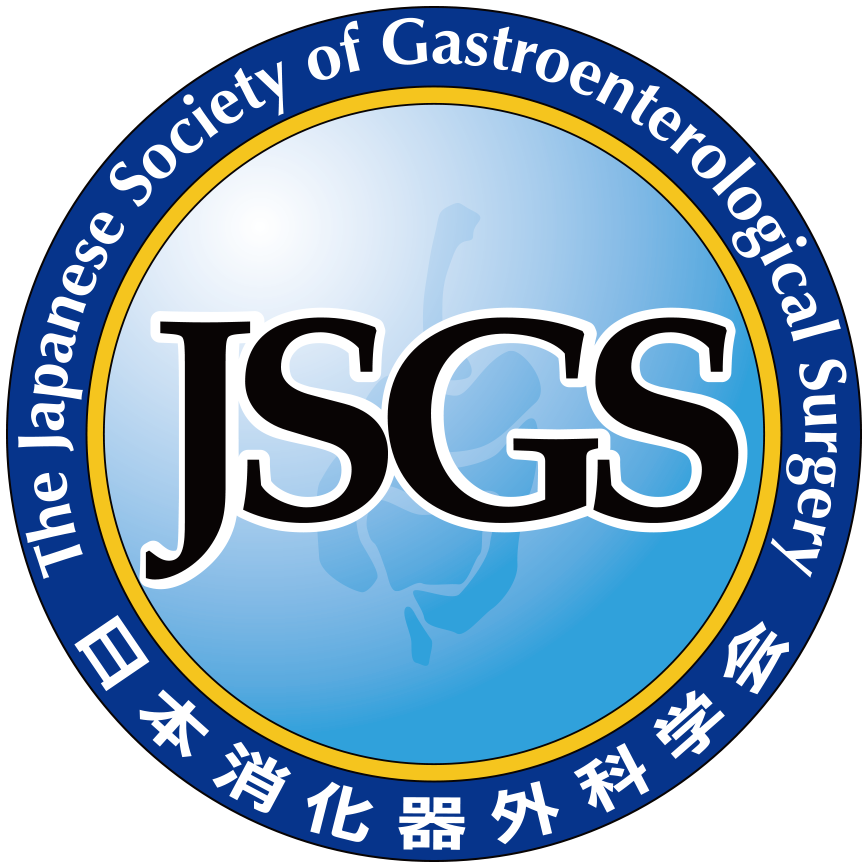 The Japanese Society of Gastroenterological Surgery
JSGS
日本消化器外科学会